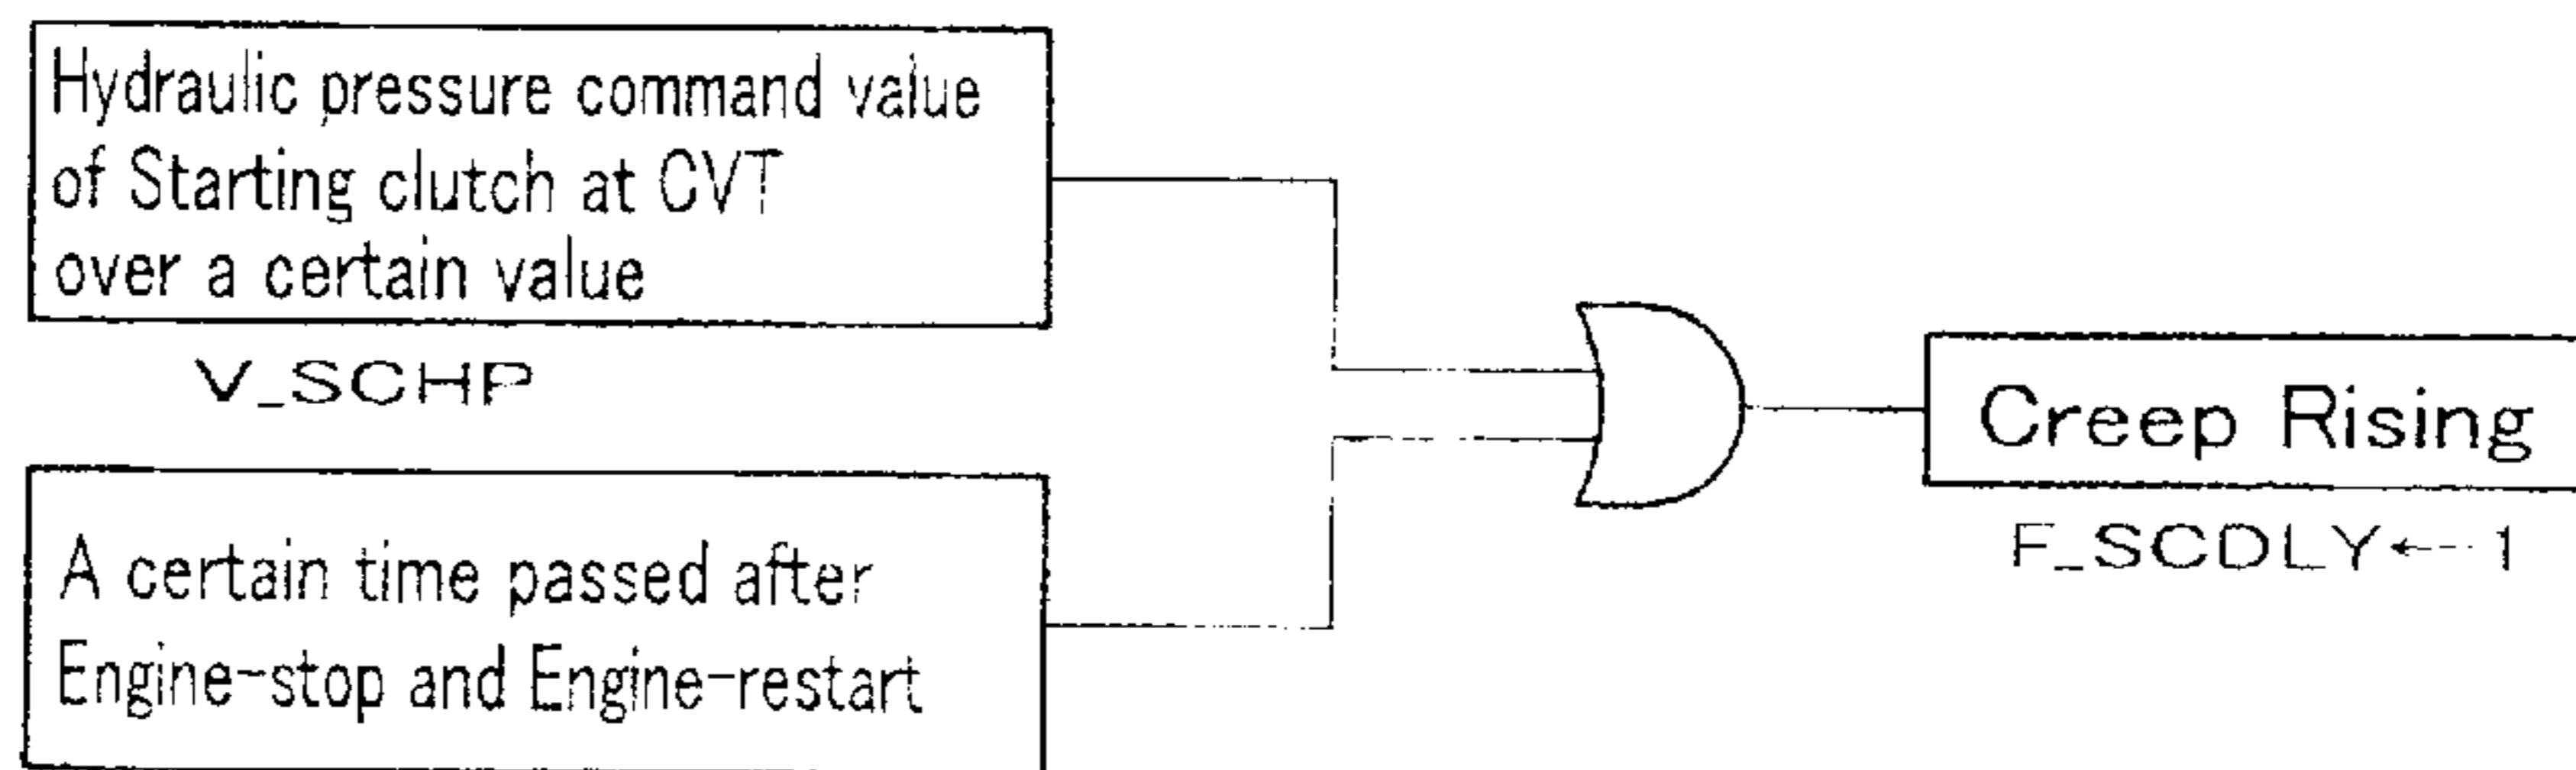 Hydraulic pressure command value
of Starting clutch at CVT
over a certain value
V_SCHP
A certain time passed after
Engine-stop and Engine-restart
Creep Rising
F_SCDLY←1